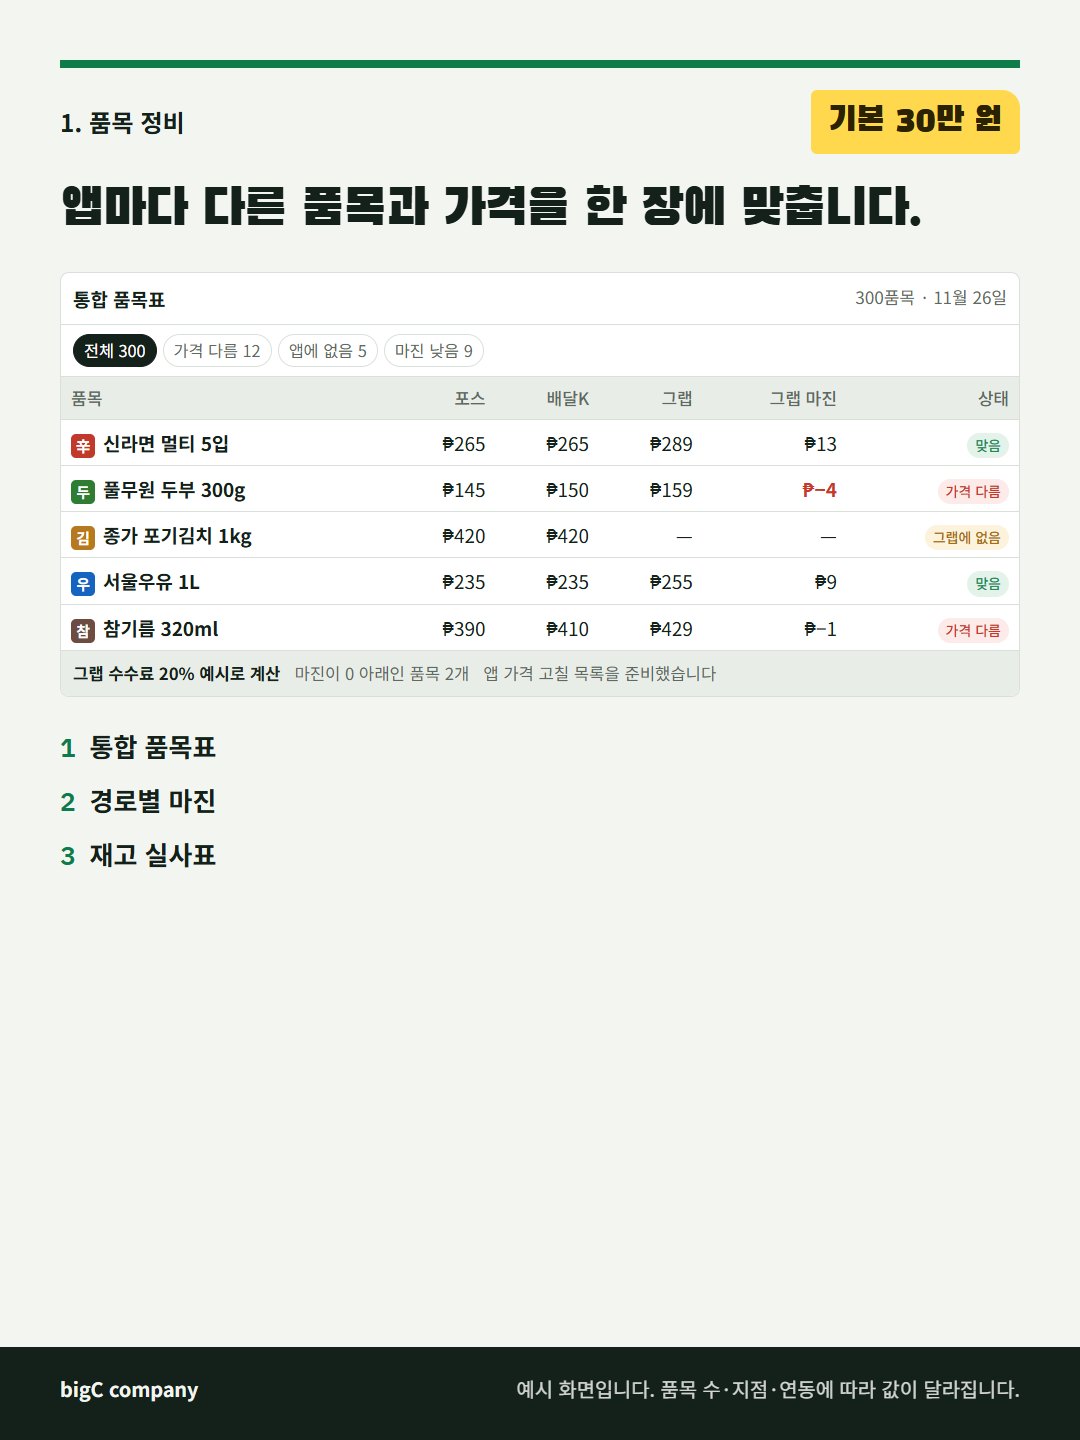 1. 품목 정비
기본 30만 원
앱마다 다른 품목과 가격을 한 장에 맞춥니다.
통합 품목표 300품목 · 11월 26일
전체 300 가격 다름 12 앱에 없음 5 마진 낮음 9
품목 포스 배달K 그랩 그랩 마진 상태
辛 신라면 멀티 5입 ₱265 ₱265 ₱289 ₱13 맞음
두 풀무원 두부 300g ₱145 ₱150 ₱159 ₱−4 가격 다름
김 종가 포기김치 1kg ₱420 ₱420 — — 그랩에 없음
우 서울우유 1L ₱235 ₱235 ₱255 ₱9 맞음
참 참기름 320ml ₱390 ₱410 ₱429 ₱−1 가격 다름
그랩 수수료 20% 예시로 계산 마진이 0 아래인 품목 2개 앱 가격 고칠 목록을 준비했습니다
1 통합 품목표
2 경로별 마진
3 재고 실사표
bigC company 예시 화면입니다. 품목 수·지점·연동에 따라 값이 달라집니다.